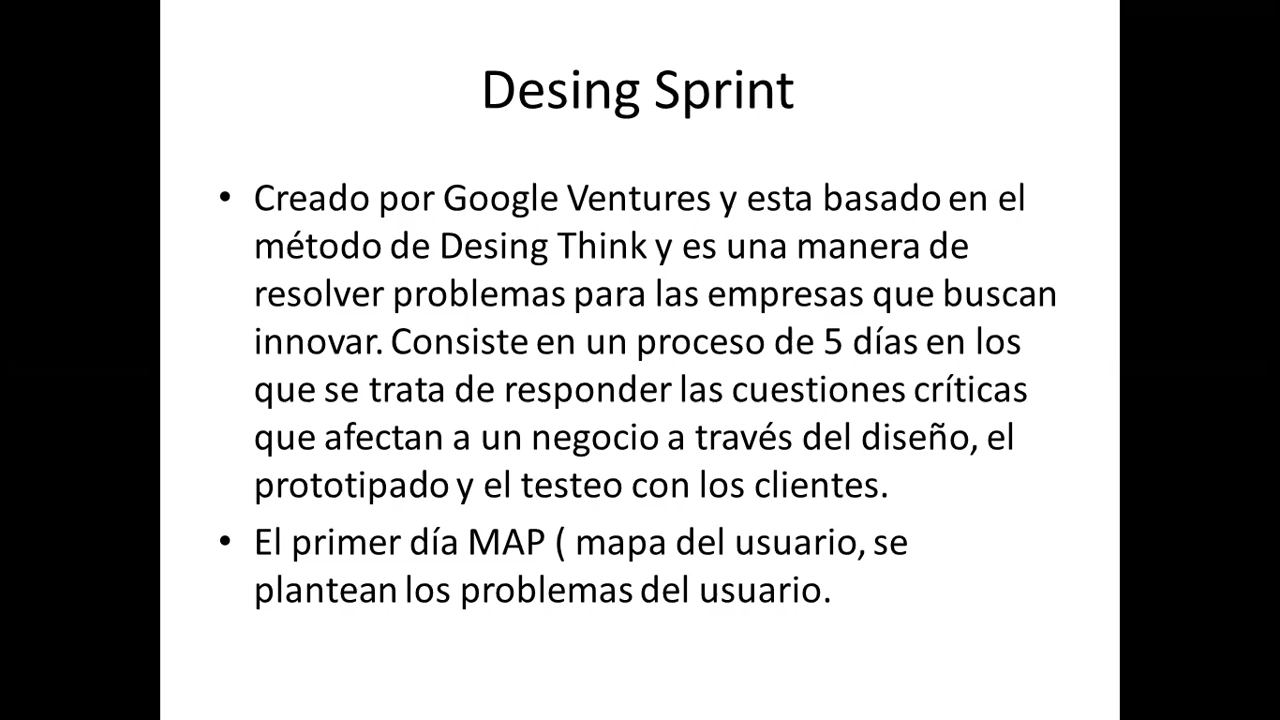 Desing Sprint
• Creado por Google Ventures y esta basado en el
método de Desing Think y es una manera de
resolver problemas para las empresas que buscan
innovar. Consiste en un proceso de 5 días en los
que se trata de responder las cuestiones críticas
que afectan a un negocio a través del diseño, el
prototipado y el testeo con los clientes.
• El primer día MAP ( mapa del usuario, se
plantean los problemas del usuario.